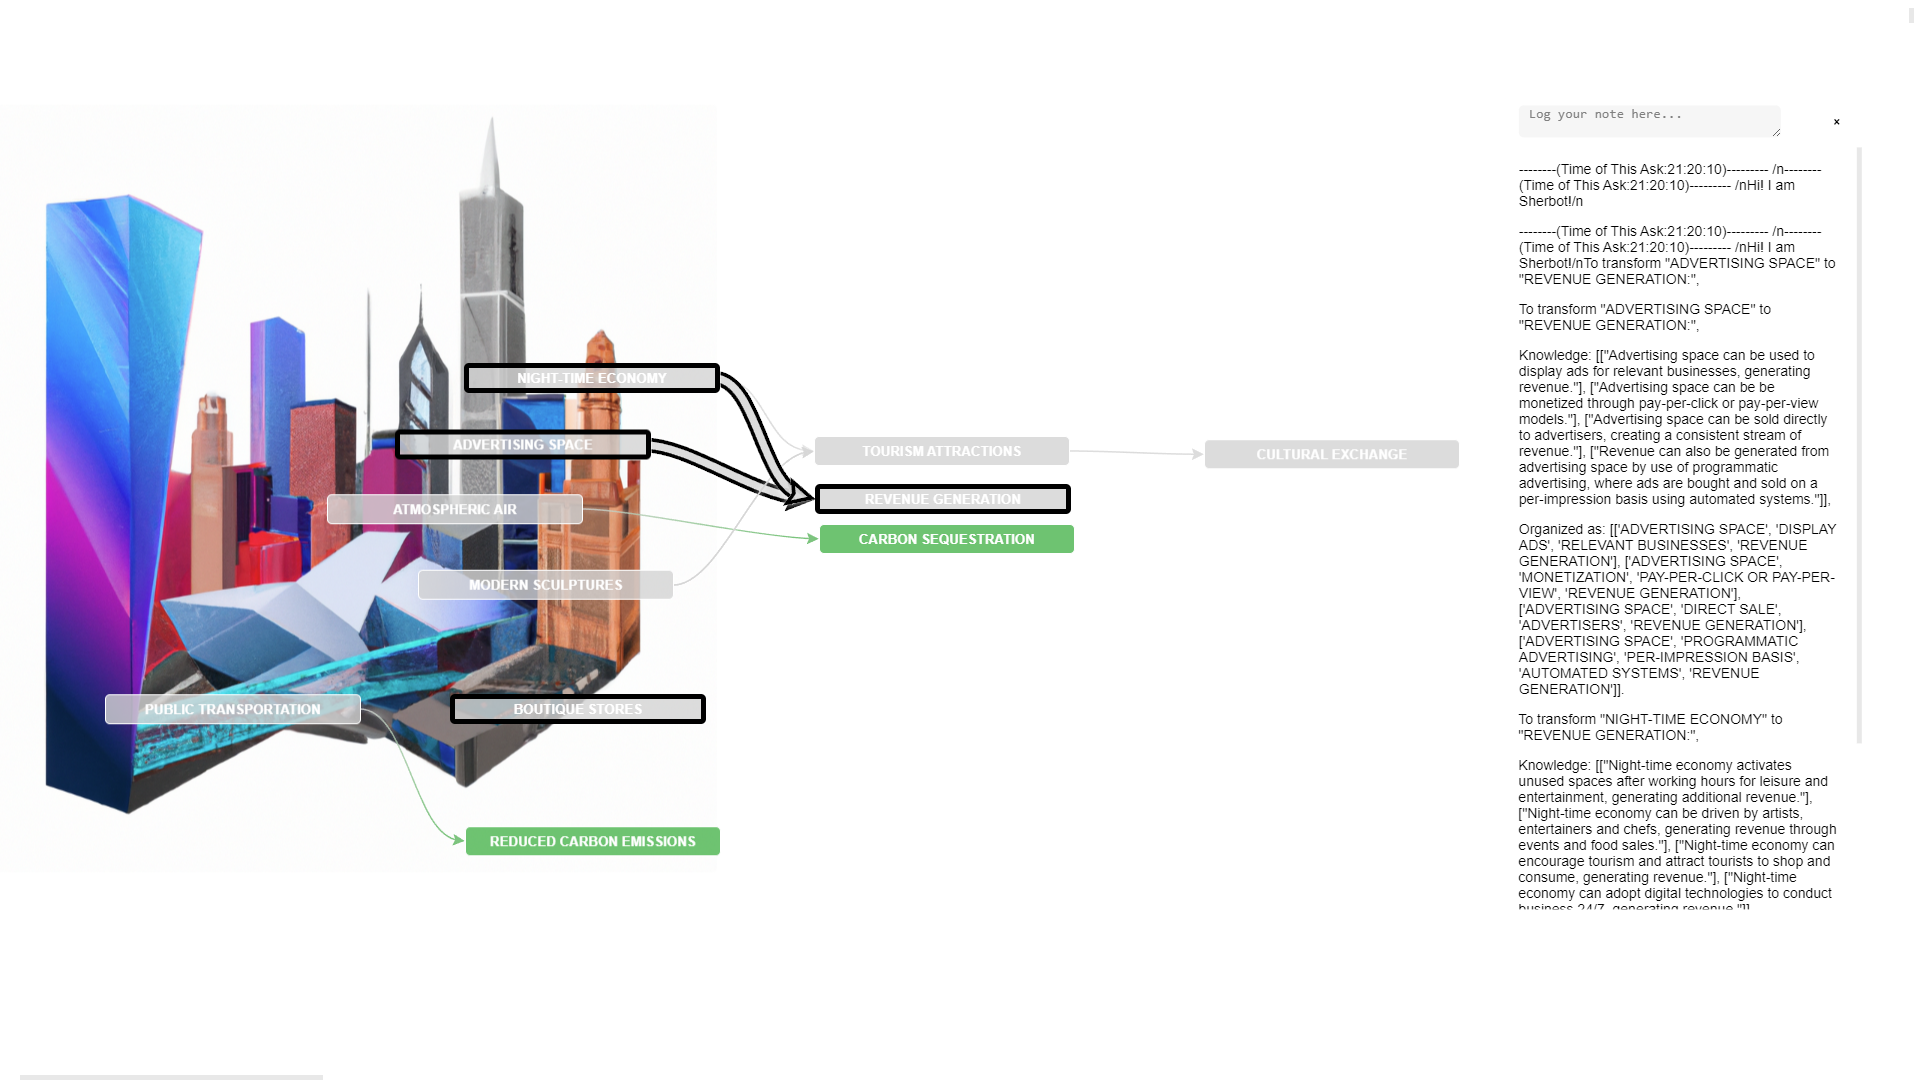 Log your note here...
×
NIGHT-TIME ECONOMY
ADVERTISING SPACE
ATMOSPHERIC AIR
MODERN SCULPTURES
PUBLIC TRANSPORTATION
BOUTIQUE STORES
REDUCED CARBON EMISSIONS
TOURISM ATTRACTIONS
REVENUE GENERATION
CARBON SEQUESTRATION
CULTURAL EXCHANGE
--------(Time of This Ask:21:20:10)--------- /n--------
(Time of This Ask:21:20:10)--------- /nHi! I am
Sherbot!/n
--------(Time of This Ask:21:20:10)--------- /n--------
(Time of This Ask:21:20:10)--------- /nHi! I am
Sherbot!/nTo transform "ADVERTISING SPACE" to
"REVENUE GENERATION:",
To transform "ADVERTISING SPACE" to
"REVENUE GENERATION:",
Knowledge: [["Advertising space can be used to
display ads for relevant businesses, generating
revenue."], ["Advertising space can be be
monetized through pay-per-click or pay-per-view
models."], ["Advertising space can be sold directly
to advertisers, creating a consistent stream of
revenue."], ["Revenue can also be generated from
advertising space by use of programmatic
advertising, where ads are bought and sold on a
per-impression basis using automated systems."]],
Organized as: [['ADVERTISING SPACE', 'DISPLAY
ADS', 'RELEVANT BUSINESSES', 'REVENUE
GENERATION'], ['ADVERTISING SPACE',
'MONETIZATION', 'PAY-PER-CLICK OR PAY-PER-
VIEW', 'REVENUE GENERATION'],
['ADVERTISING SPACE', 'DIRECT SALE',
'ADVERTISERS', 'REVENUE GENERATION'],
['ADVERTISING SPACE', 'PROGRAMMATIC
ADVERTISING', 'PER-IMPRESSION BASIS',
'AUTOMATED SYSTEMS', 'REVENUE
GENERATION']].
To transform "NIGHT-TIME ECONOMY" to
"REVENUE GENERATION:",
Knowledge: [["Night-time economy activates
unused spaces after working hours for leisure and
entertainment, generating additional revenue."],
["Night-time economy can be driven by artists,
entertainers and chefs, generating revenue through
events and food sales."], ["Night-time economy can
encourage tourism and attract tourists to shop and
consume, generating revenue."], ["Night-time
economy can adopt digital technologies to conduct
business 24/7, generating revenue."]]